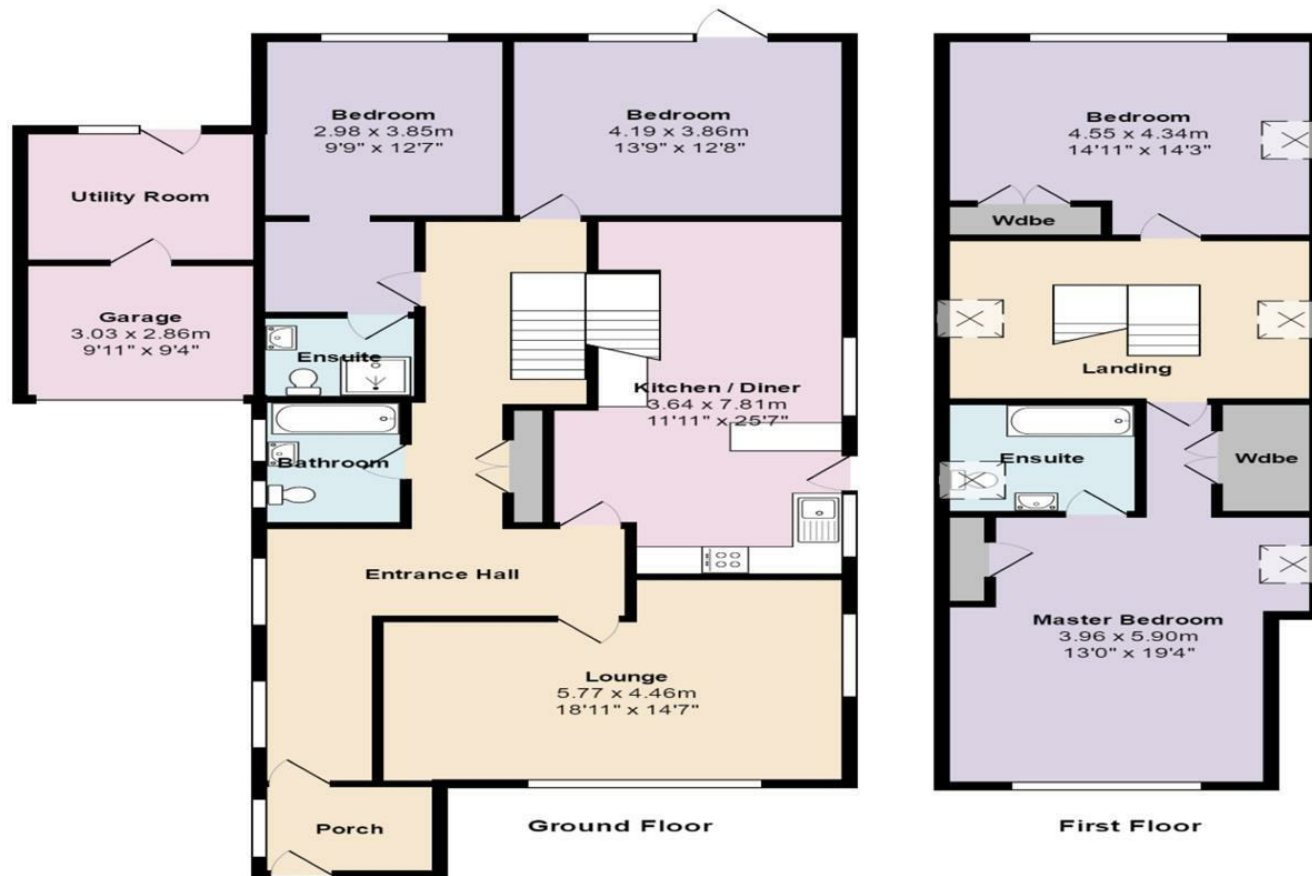 Bedroom
2.98 x 3.85m
9'9" x 12'7"
Bedroom
4.19 x 3.86m
13'9" x 12'8"
Utility Room
Garage
3.03 x 2.86m
9'11" x 9'4"
Ensuite
Kitchen / Diner
3.64 x 7.81m
11'11" x 25'7"
Bathroom
Entrance Hall
Lounge
5.77 x 4.46m
18'11" x 14'7"
Porch
Ground Floor
Bedroom
4.55 x 4.34m
14'11" x 14'3"
Wdbe
Landing
Ensuite
Wdbe
Master Bedroom
3.96 x 5.90m
13'0" x 19'4"
First Floor